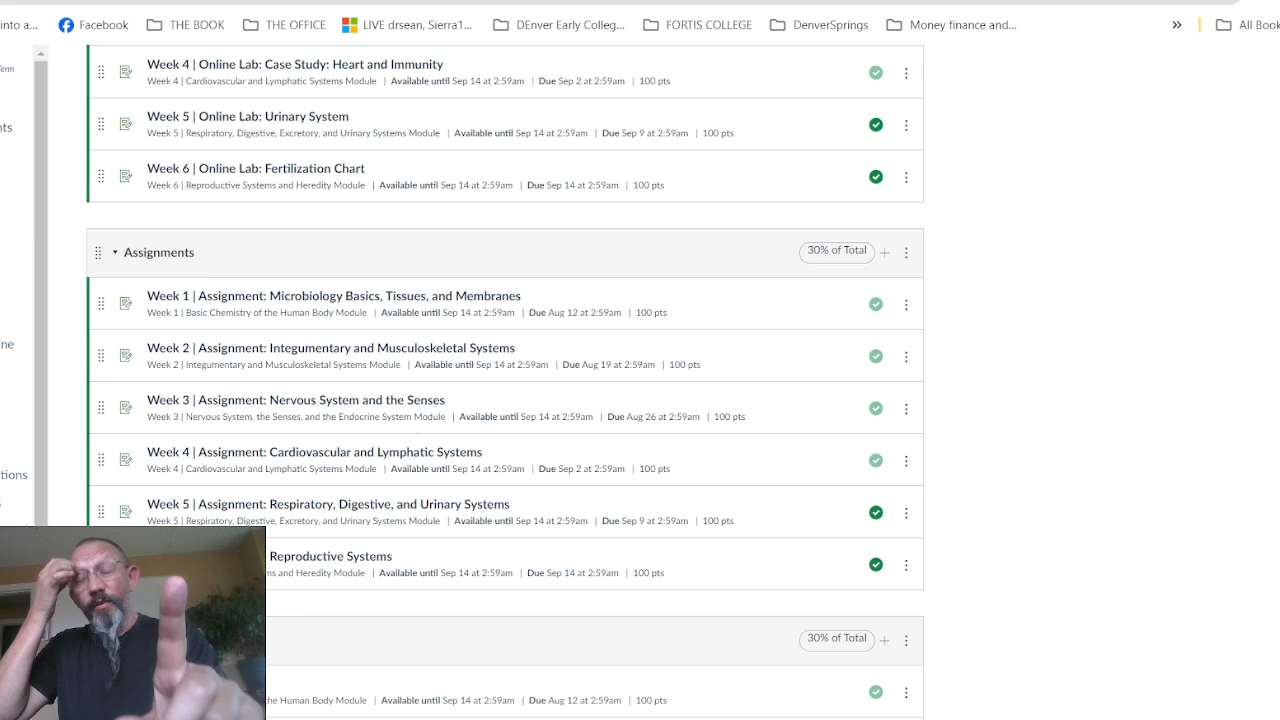 into a... Facebook THE BOOK THE OFFICE LIVE drsean, Sierra1... DEnver Early Colleg... FORTIS COLLEGE DenverSprings Money finance and... » All Book
Term
Week 4 | Online Lab: Case Study: Heart and Immunity
Week 4 | Cardiovascular and Lymphatic Systems Module | Available until Sep 14 at 2:59am | Due Sep 2 at 2:59am | 100 pts
nts
Week 5 | Online Lab: Urinary System
Week 5 | Respiratory, Digestive, Excretory, and Urinary Systems Module | Available until Sep 14 at 2:59am | Due Sep 9 at 2:59am | 100 pts
Week 6 | Online Lab: Fertilization Chart
Week 6 | Reproductive Systems and Heredity Module | Available until Sep 14 at 2:59am | Due Sep 14 at 2:59am | 100 pts
Assignments 30% of Total
Week 1 | Assignment: Microbiology Basics, Tissues, and Membranes
Week 1 | Basic Chemistry of the Human Body Module | Available until Sep 14 at 2:59am | Due Aug 12 at 2:59am | 100 pts
ne
Week 2 | Assignment: Integumentary and Musculoskeletal Systems
Week 2 | Integumentary and Musculoskeletal Systems Module | Available until Sep 14 at 2:59am | Due Aug 19 at 2:59am | 100 pts
Week 3 | Assignment: Nervous System and the Senses
Week 3 | Nervous System, the Senses, and the Endocrine System Module | Available until Sep 14 at 2:59am | Due Aug 26 at 2:59am | 100 pts
Week 4 | Assignment: Cardiovascular and Lymphatic Systems
Week 4 | Cardiovascular and Lymphatic Systems Module | Available until Sep 14 at 2:59am | Due Sep 2 at 2:59am | 100 pts
tions
Week 5 | Assignment: Respiratory, Digestive, and Urinary Systems
s
Week 5 | Respiratory, Digestive, Excretory, and Urinary Systems Module | Available until Sep 14 at 2:59am | Due Sep 9 at 2:59am | 100 pts
Reproductive Systems
ms and Heredity Module | Available until Sep 14 at 2:59am | Due Sep 14 at 2:59am | 100 pts
30% of Total
the Human Body Module | Available until Sep 14 at 2:59am | Due Aug 12 at 2:59am | 100 pts